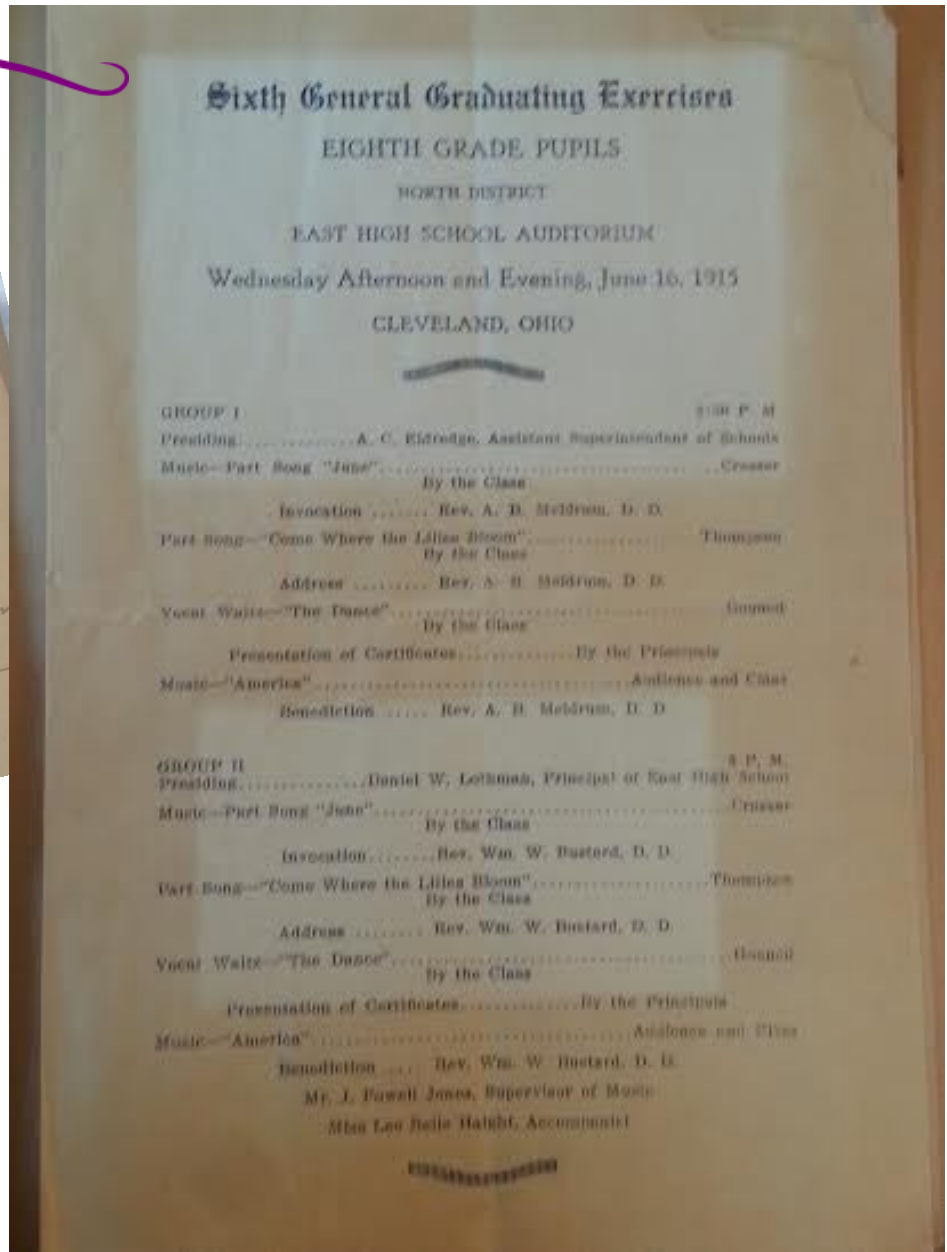 Sixth General Graduating Exercises
EIGHTH GRADE PUPILS
NORTH DISTRICT
EAST HIGH SCHOOL AUDITORIUM
Wednesday Afternoon and Evening, June 16, 1915
CLEVELAND, OHIO
GROUP I P. M
Presiding..............A. C. Eldredge, Assistant Superintendent of Schools
Music—Part Song "June"..........................................Crosser
By the Class
Invocation ....... Rev. A. B. Meldrum, D. D.
Part Song—"Come Where the Lilies Bloom"....................Thompson
By the Class
Address ......... Rev. A. B. Meldrum, D. D.
Vocal Waltz—"The Dance".......................................Gounod
By the Class
Presentation of Certificates...............By the Principals
Music—"America".......................................Audience and Class
Benediction ..... Rev. A. B. Meldrum, D. D.
GROUP II 8 P. M.
Presiding...............Daniel W. Lothman, Principal of East High School
Music—Part Song "June"..........................................Crosser
By the Class
Invocation........Rev. Wm. W. Bustard, D. D.
Part Song—"Come Where the Lilies Bloom"....................Thompson
By the Class
Address ........ Rev. Wm. W. Bustard, D. D.
Vocal Waltz—"The Dance".......................................Gounod
By the Class
Presentation of Certificates...............By the Principals
Music—"America".......................................Audience and Class
Benediction .... Rev. Wm. W. Bustard, D. D.
Mr. J. Powell Jones, Supervisor of Music
Miss Belle Haight, Accompanist